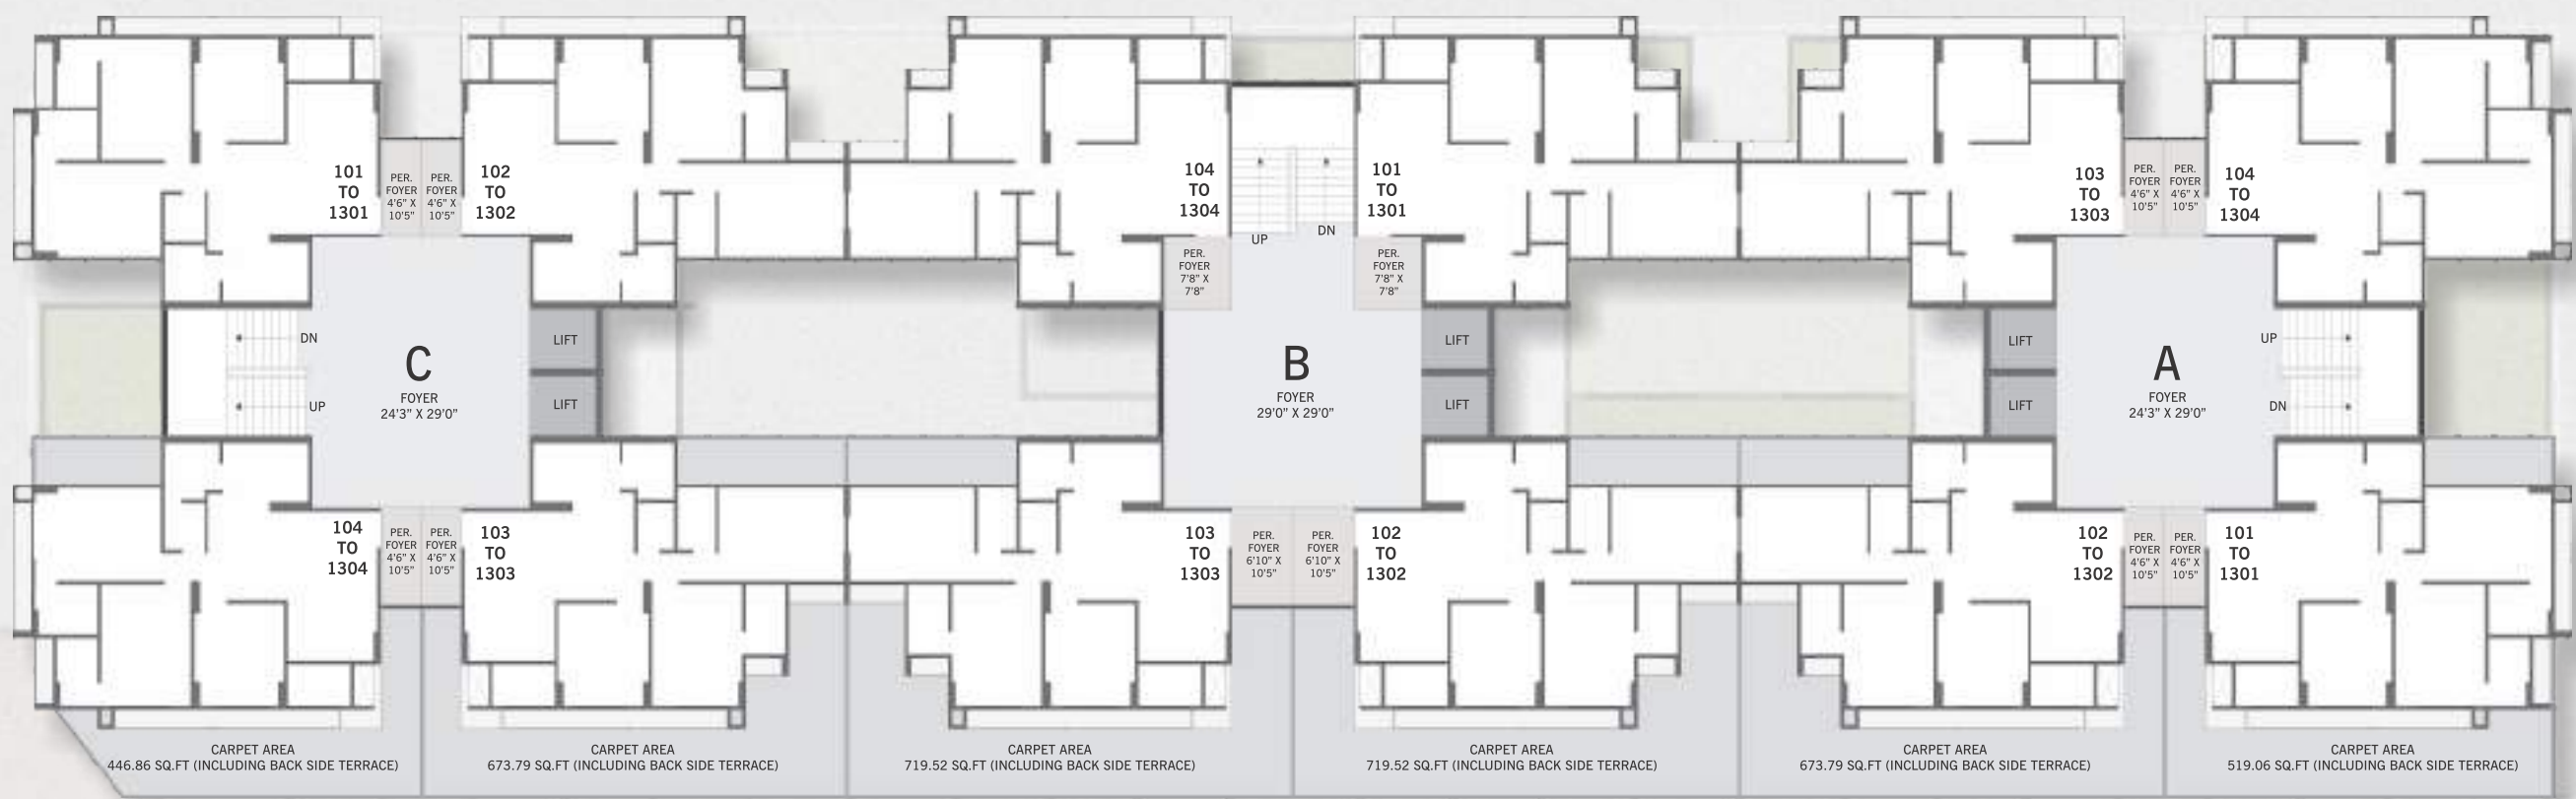 101
TO
1301
PER.
FOYER
4'6" X
10'5"
PER.
FOYER
4'6" X
10'5"
102
TO
1302
104
TO
1304
UP
DN
101
TO
1301
103
TO
1303
PER.
FOYER
4'6" X
10'5"
PER.
FOYER
4'6" X
10'5"
104
TO
1304
PER.
FOYER
7'8" X
7'8"
PER.
FOYER
7'8" X
7'8"
DN
UP
C
FOYER
24'3" X 29'0"
LIFT
LIFT
B
FOYER
29'0" X 29'0"
LIFT
LIFT
LIFT
LIFT
A
FOYER
24'3" X 29'0"
UP
DN
104
TO
1304
PER.
FOYER
4'6" X
10'5"
PER.
FOYER
4'6" X
10'5"
103
TO
1303
103
TO
1303
PER.
FOYER
6'10" X
10'5"
PER.
FOYER
6'10" X
10'5"
102
TO
1302
102
TO
1302
PER.
FOYER
4'6" X
10'5"
PER.
FOYER
4'6" X
10'5"
101
TO
1301
CARPET AREA
446.86 SQ.FT (INCLUDING BACK SIDE TERRACE)
CARPET AREA
673.79 SQ.FT (INCLUDING BACK SIDE TERRACE)
CARPET AREA
719.52 SQ.FT (INCLUDING BACK SIDE TERRACE)
CARPET AREA
719.52 SQ.FT (INCLUDING BACK SIDE TERRACE)
CARPET AREA
673.79 SQ.FT (INCLUDING BACK SIDE TERRACE)
CARPET AREA
519.06 SQ.FT (INCLUDING BACK SIDE TERRACE)